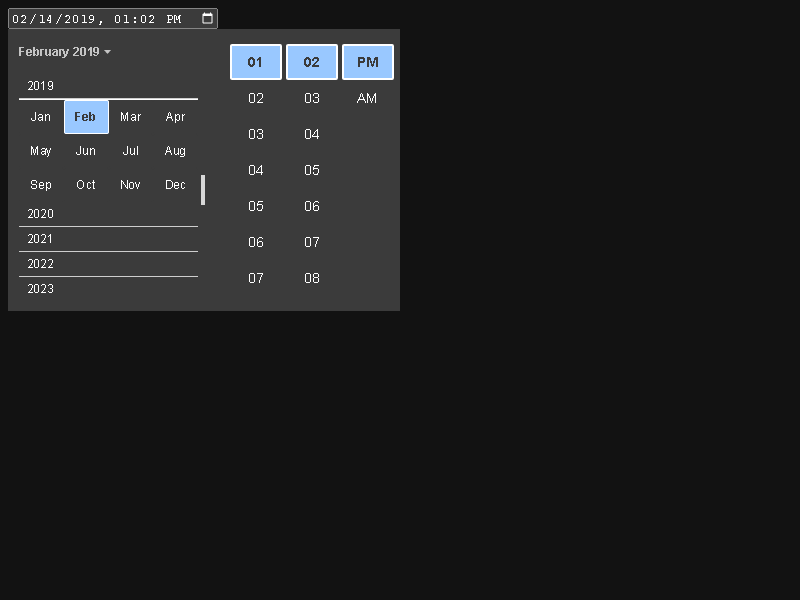 02/14/2019, 01:02 PM
February 2019
2019
Jan Feb Mar Apr
May Jun Jul Aug
Sep Oct Nov Dec
2020
2021
2022
2023
01 02 PM
02 03 AM
03 04
04 05
05 06
06 07
07 08